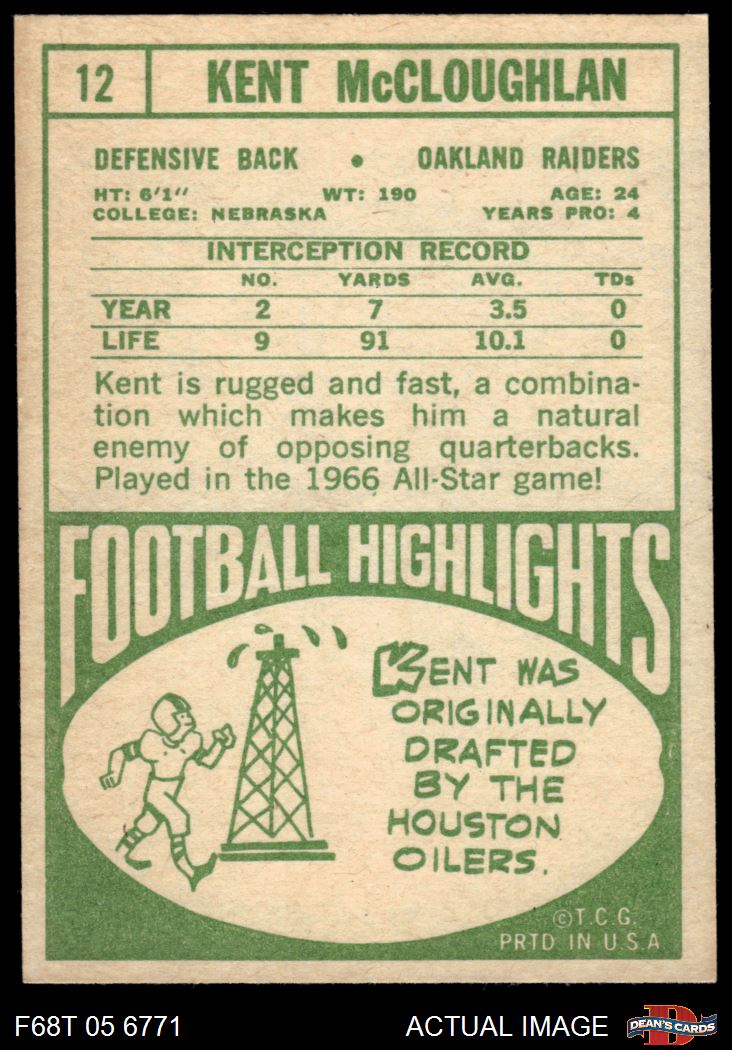 12 KENT McCLOUGHLAN
DEFENSIVE BACK • OAKLAND RAIDERS
HT: 6'1" WT: 190 AGE: 24
COLLEGE: NEBRASKA YEARS PRO: 4
INTERCEPTION RECORD
NO. YARDS AVG. TDs
YEAR 2 7 3.5 0
LIFE 9 91 10.1 0
Kent is rugged and fast, a combina-
tion which makes him a natural
enemy of opposing quarterbacks.
Played in the 1966 All-Star game!
FOOTBALL HIGHLIGHTS
KENT WAS
ORIGINALLY
DRAFTED
BY THE
HOUSTON
OILERS.
©T.C.G.
PRTD IN U.S.A
F68T 05 6771 ACTUAL IMAGE D DEAN'S CARDS